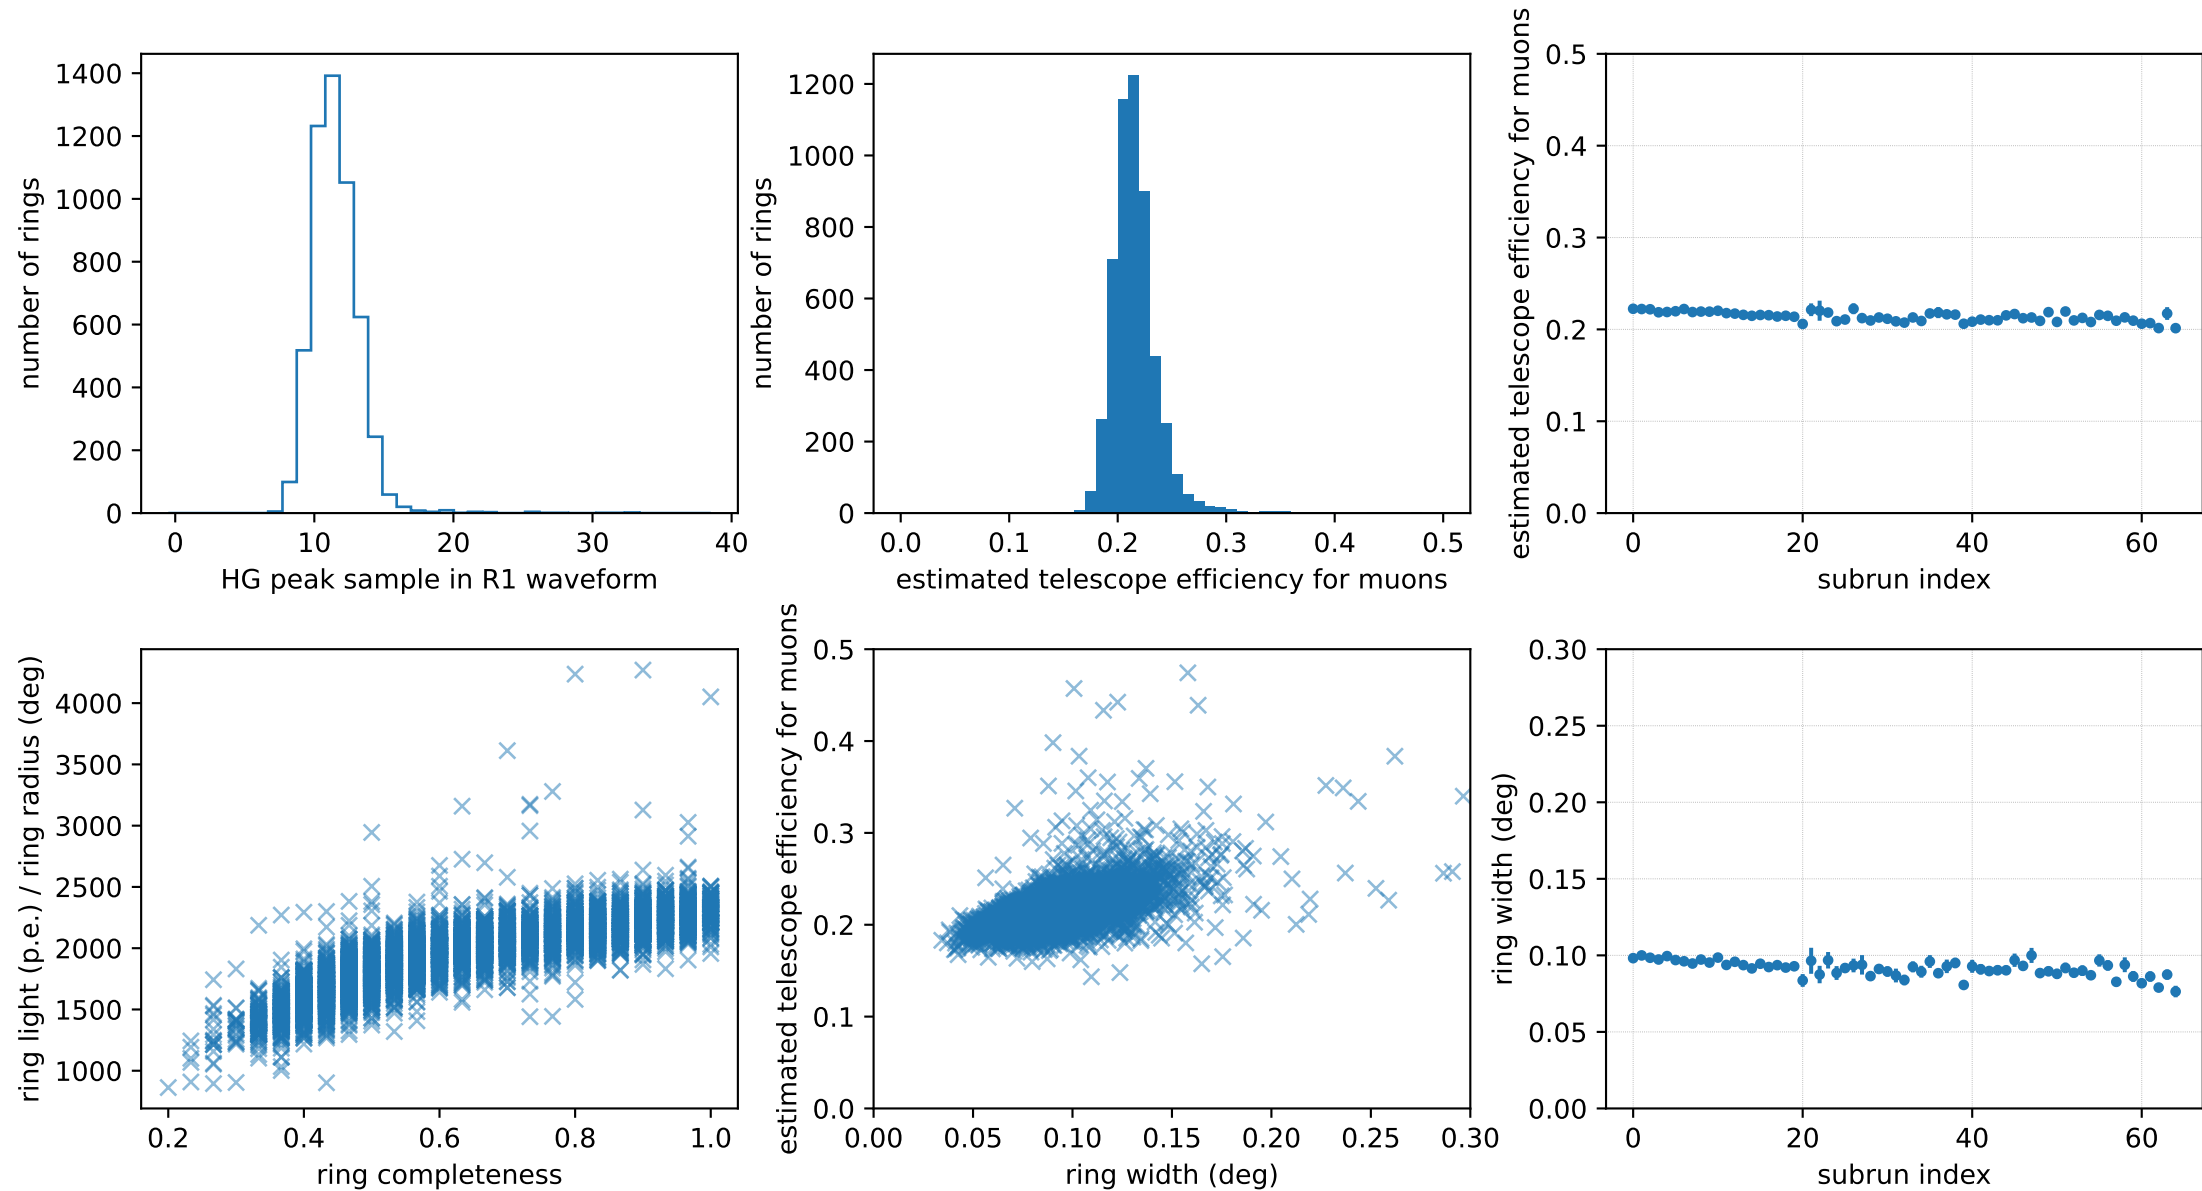 number of rings
1400
1200
1000
800
600
400
200
0
0 10 20 30 40
HG peak sample in R1 waveform
number of rings
1200
1000
800
600
400
200
0
0.0 0.1 0.2 0.3 0.4 0.5
estimated telescope efficiency for muons
estimated telescope efficiency for muons
0.5
0.4
0.3
0.2
0.1
0.0
0 20 40 60
subrun index
ring light (p.e.) / ring radius (deg)
4000
3500
3000
2500
2000
1500
1000
0.2 0.4 0.6 0.8 1.0
ring completeness
estimated telescope efficiency for muons
0.5
0.4
0.3
0.2
0.1
0.0
0.00 0.05 0.10 0.15 0.20 0.25 0.30
ring width (deg)
ring width (deg)
0.30
0.25
0.20
0.15
0.10
0.05
0.00
0 20 40 60
subrun index